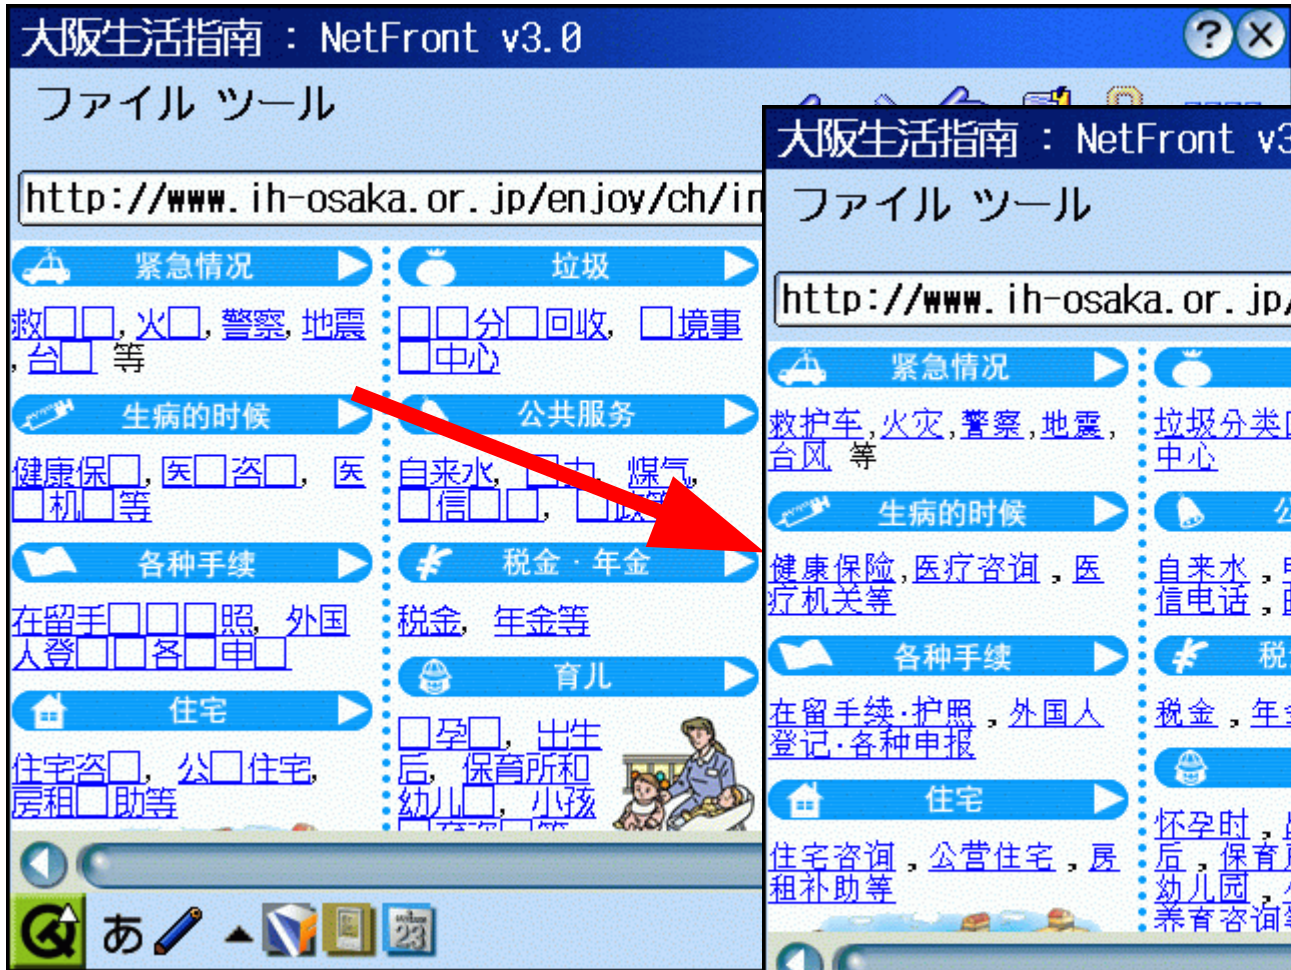 大阪生活指南 : NetFront v3.0
ファイル ツール
http://www.ih-osaka.or.jp/enjoy/ch/in
紧急情况
救□□, 火□, 警察, 地震
, 台□ 等
生病的时候
健康保□, 医□咨□, 医
□机□等
各种手续
在留手□□□照, 外国
人登□□各□申□
住宅
住宅咨□, 公□住宅,
房租□助等
垃圾
□□分□回收, □境事
□中心
公共服务
自来水, □力, 煤气,
□信□□, □政等
税金·年金
税金, 年金等
育儿
□孕□, 出生
后, 保育所和
幼儿□, 小孩
あ
23
大阪生活指南 : NetFront v3
ファイル ツール
http://www.ih-osaka.or.jp/
紧急情况
救护车,火灾,警察,地震,
台风 等
生病的时候
健康保险,医疗咨询,医
疗机关等
各种手续
在留手续·护照,外国人
登记·各种申报
住宅
住宅咨询,公营住宅,房
租补助等
垃圾分类
中心
公
自来水,
信电话,
税
税金,年
怀孕时,
后,保育
幼儿园,
养育咨询